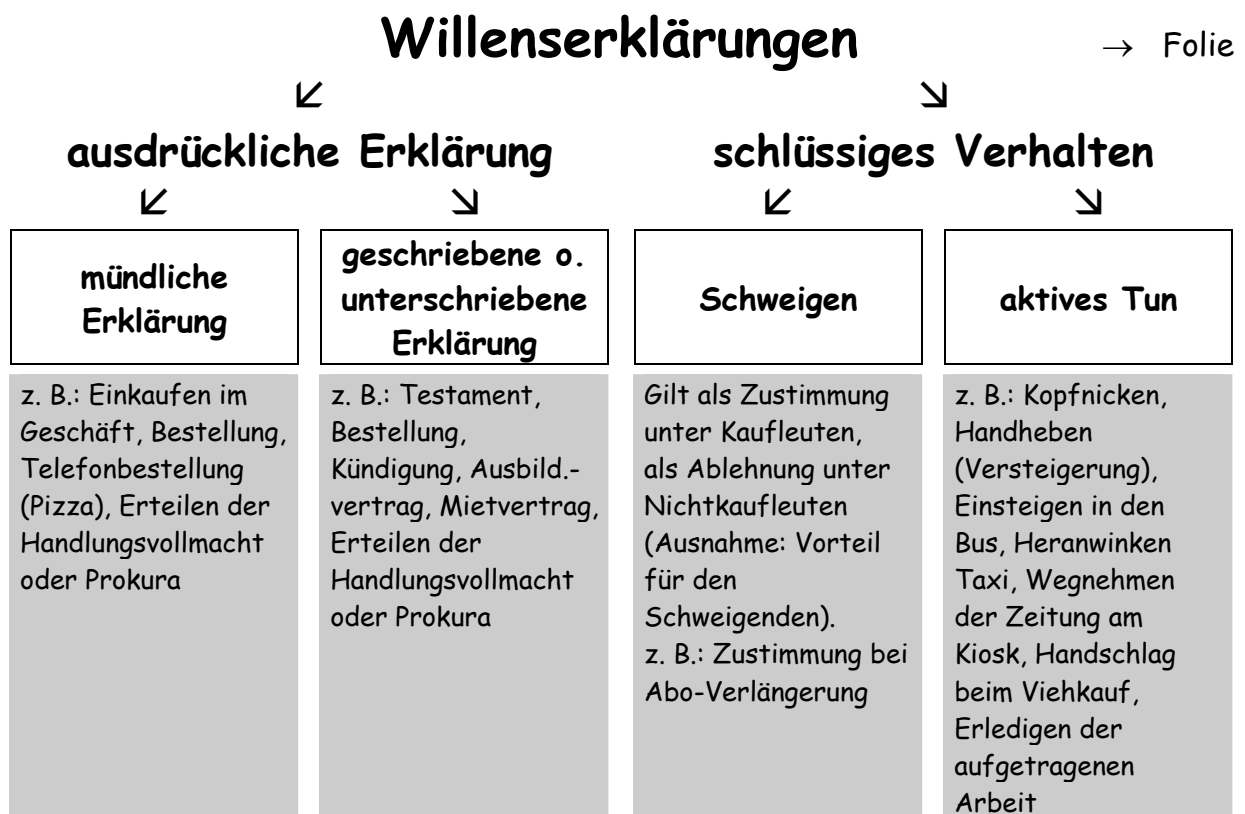 Willenserklärungen → Folie
ausdrückliche Erklärung
schlüssiges Verhalten
mündliche
Erklärung
geschriebene o.
unterschriebene
Erklärung
Schweigen
aktives Tun
z. B.: Einkaufen im
Geschäft, Bestellung,
Telefonbestellung
(Pizza), Erteilen der
Handlungsvollmacht
oder Prokura
z. B.: Testament,
Bestellung,
Kündigung, Ausbild.-
vertrag, Mietvertrag,
Erteilen der
Handlungsvollmacht
oder Prokura
Gilt als Zustimmung
unter Kaufleuten,
als Ablehnung unter
Nichtkaufleuten
(Ausnahme: Vorteil
für den
Schweigenden).
z. B.: Zustimmung bei
Abo-Verlängerung
z. B.: Kopfnicken,
Handheben
(Versteigerung),
Einsteigen in den
Bus, Heranwinken
Taxi, Wegnehmen
der Zeitung am
Kiosk, Handschlag
beim Viehkauf,
Erledigen der
aufgetragenen
Arbeit